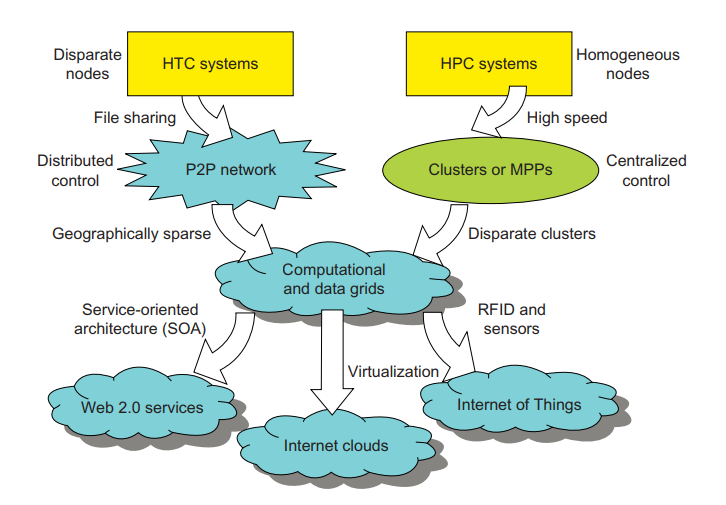 Disparate
nodes
HTC systems
HPC systems
Homogeneous
nodes
File sharing
High speed
Distributed
control
P2P network
Clusters or MPPs
Centralized
control
Geographically sparse
Disparate clusters
Computational
and data grids
Service-oriented
architecture (SOA)
RFID and
sensors
Virtualization
Web 2.0 services
Internet of Things
Internet clouds